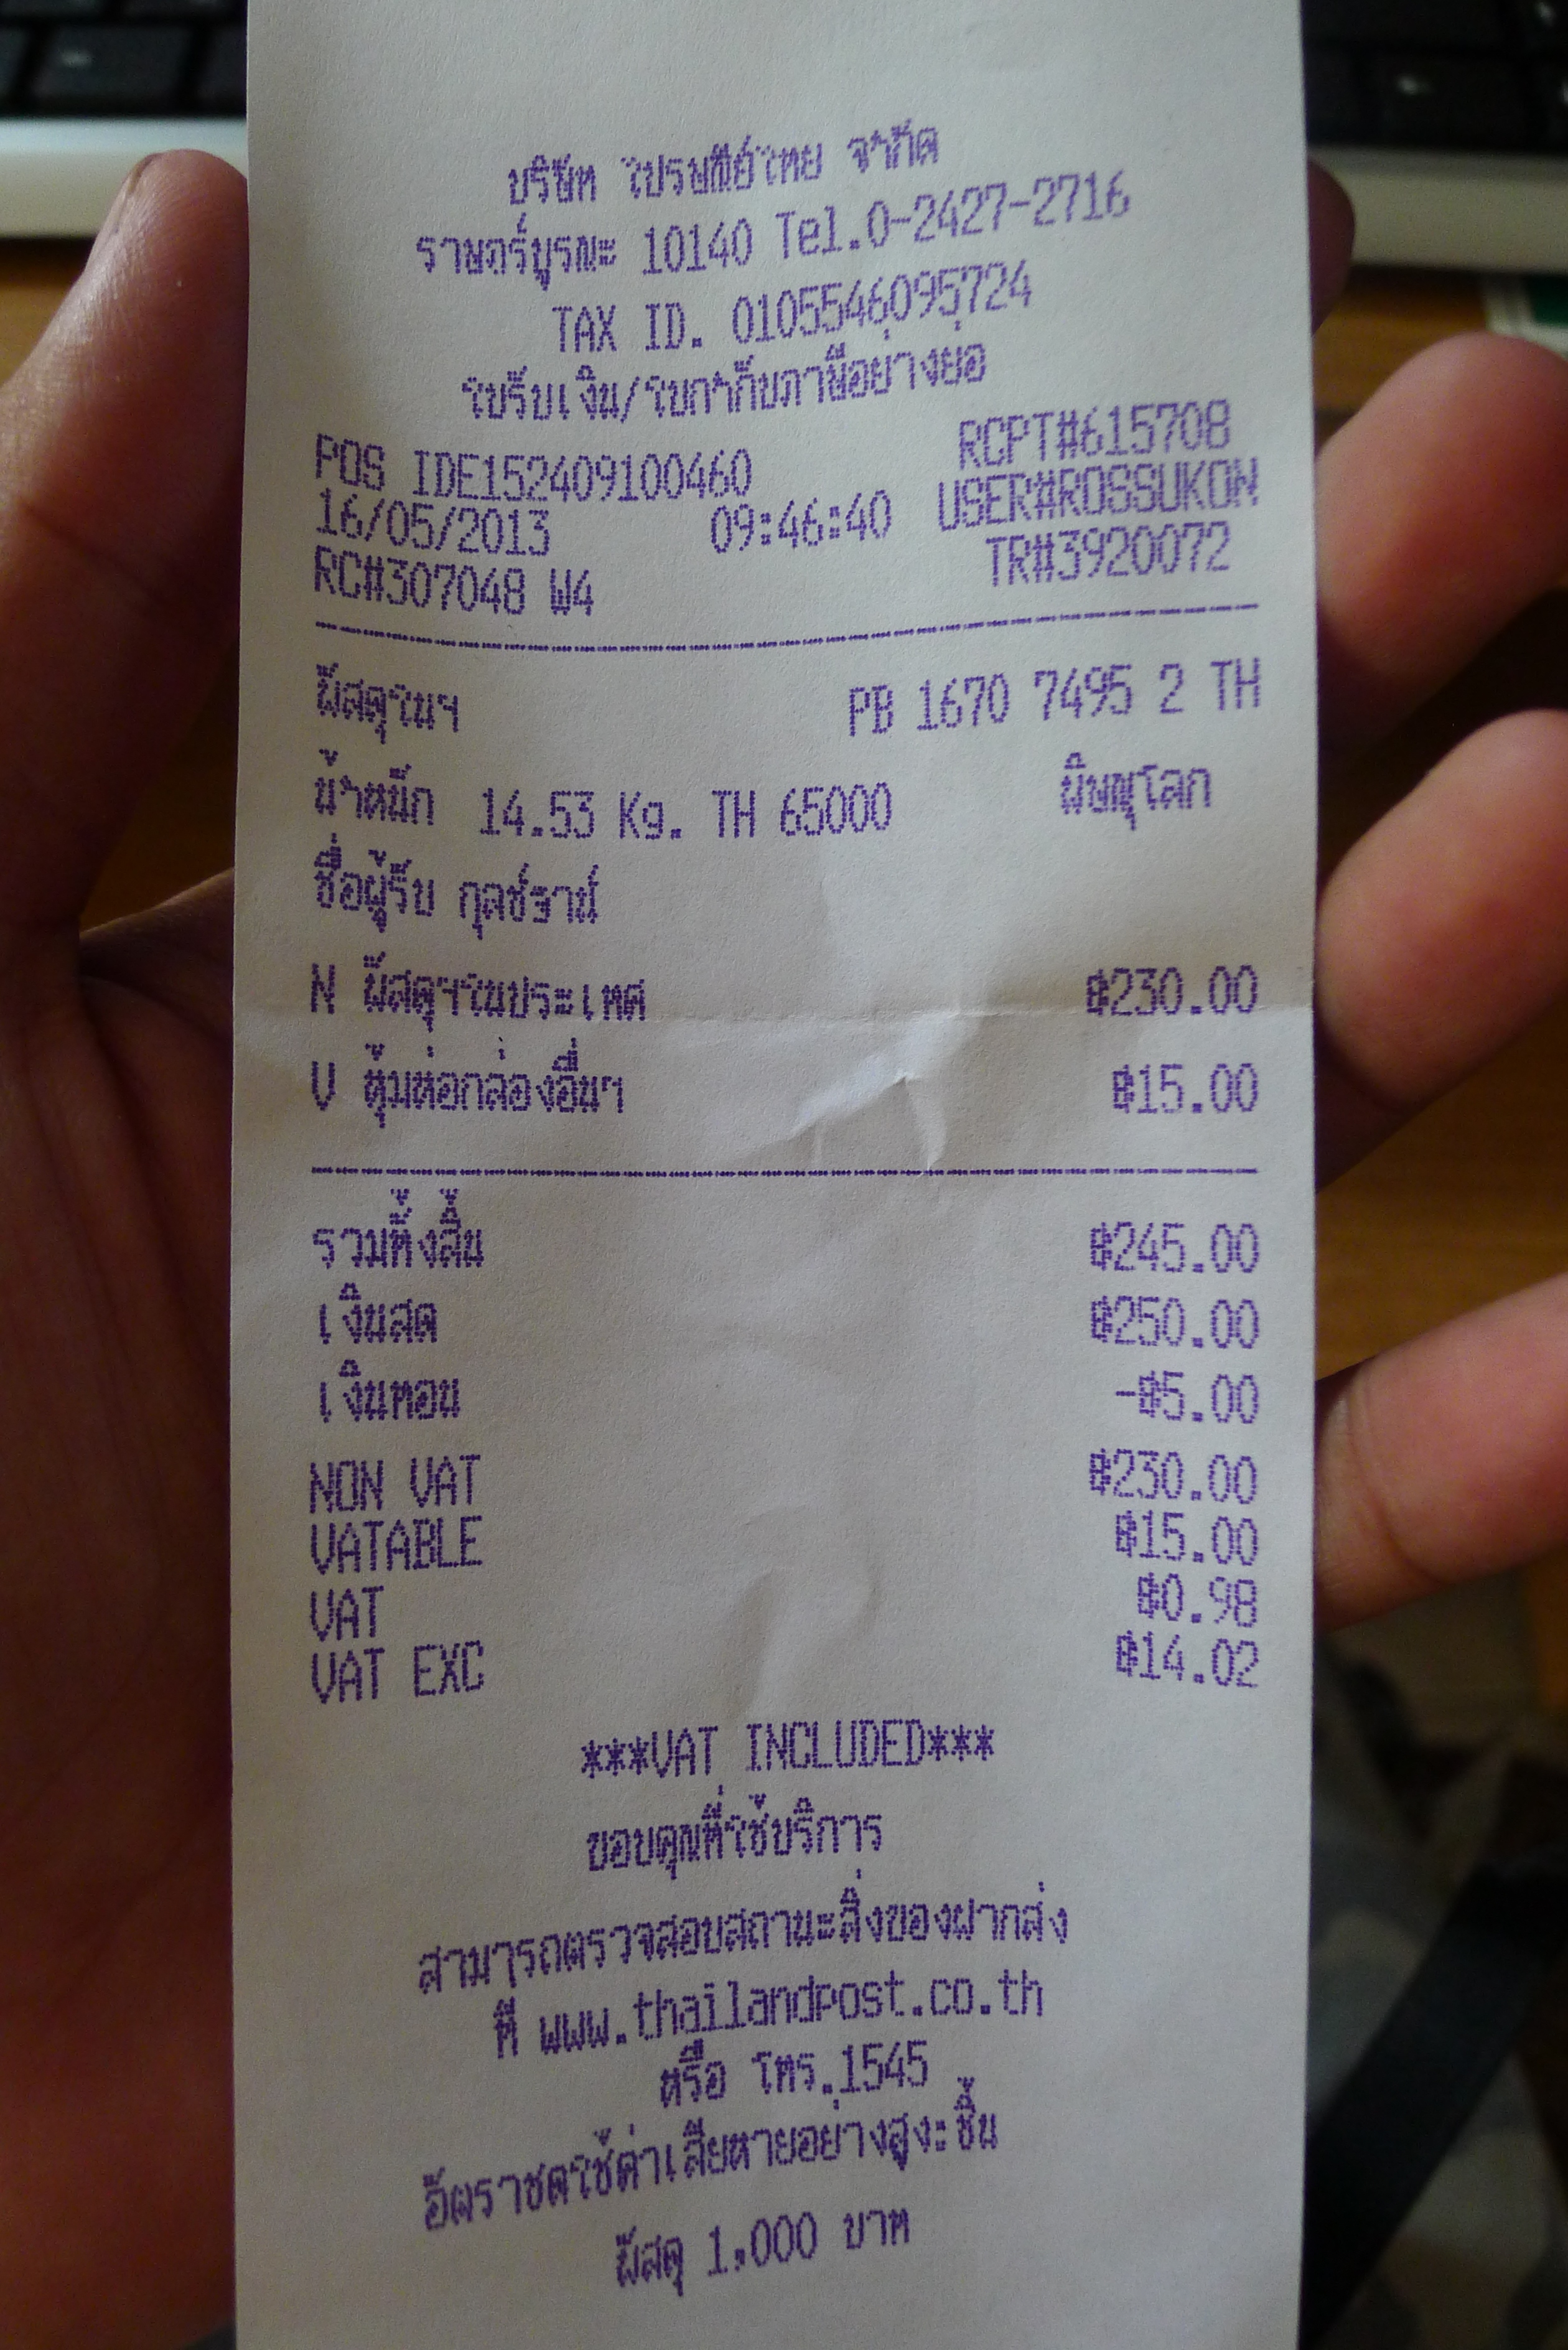 บริษัท ไปรษณีย์ไทย จำกัด
ราษฎร์บูรณะ 10140 Tel.0-2427-2716
TAX ID. 0105546095724
ใบรับเงิน/ใบกำกับภาษีอย่างย่อ
POS IDE152409100460 RCPT#615708
16/05/2013 09:46:40 USER#ROSSUKON
RC#307048 W4 TR#3920072
พัสดุในฯ PB 1670 7495 2 TH
น้ำหนัก 14.53 Kg. TH 65000 พิษณุโลก
ชื่อผู้รับ
N พัสดุฯในประเทศ ฿230.00
V หุ้มห่อกล่องอื่นๆ ฿15.00
รวมทั้งสิ้น ฿245.00
เงินสด ฿250.00
เงินทอน -฿5.00
NON VAT ฿230.00
VATABLE ฿15.00
VAT ฿0.98
VAT EXC ฿14.02
***VAT INCLUDED***
ขอบคุณที่ใช้บริการ
สามารถตรวจสอบสถานะสิ่งของฝากส่ง
ที่ www.thailandpost.co.th
หรือ โทร.1545
อัตราชดใช้ค่าเสียหายอย่างสูงะชิ้น
พัสดุ 1,000 บาท